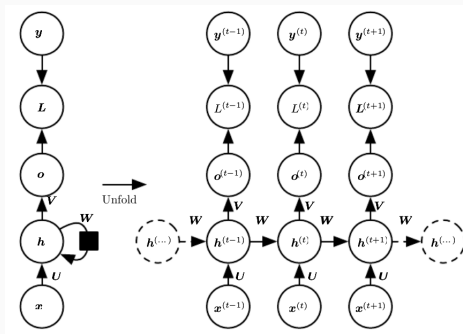 y y^(t−1) y^(t) y^(t+1)
L L^(t−1) L^(t) L^(t+1)
o o^(t−1) o^(t) o^(t+1)
V V V V
Unfold
W W W W W
h h^(...) h^(t−1) h^(t) h^(t+1) h^(...)
U U U U
x x^(t−1) x^(t) x^(t+1)